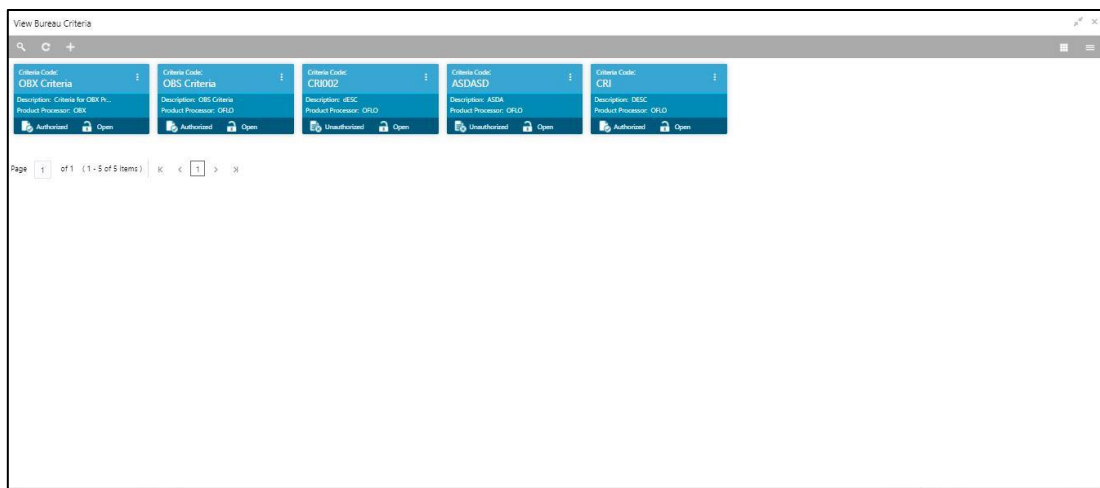 View Bureau Criteria
Criteria Code:
OBX Criteria
Description: Criteria for OBX Pr...
Product Processor: OBX
Authorized Open
Criteria Code:
OBS Criteria
Description: OBS Criteria
Product Processor: OFLO
Authorized Open
Criteria Code:
CRI002
Description: dESC
Product Processor: OFLO
Unauthorized Open
Criteria Code:
ASDASD
Description: ASDA
Product Processor: OFLO
Unauthorized Open
Criteria Code:
CRI
Description: DESC
Product Processor: OFLO
Authorized Open
Page 1 of 1 (1 - 5 of 5 items) 1